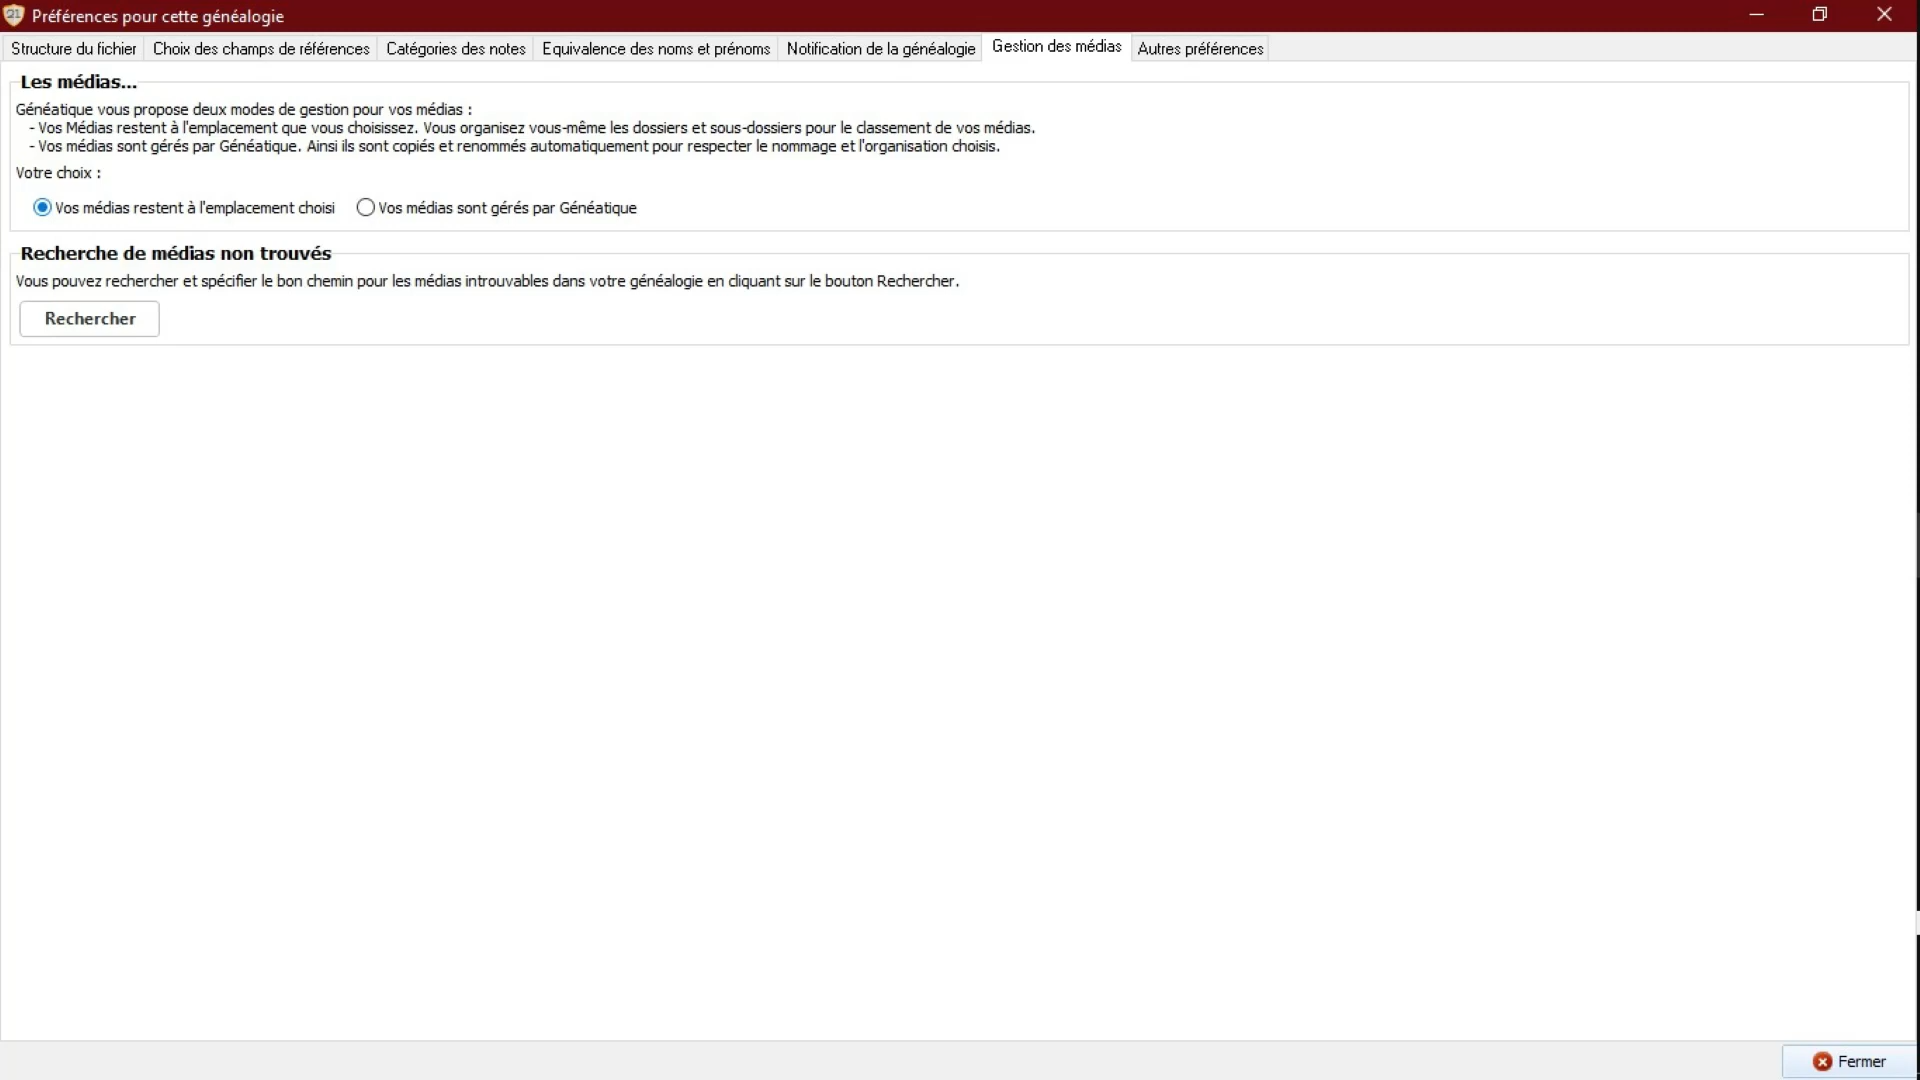 21 Préférences pour cette généalogie
Structure du fichier Choix des champs de références Catégories des notes Equivalence des noms et prénoms Notification de la généalogie Gestion des médias Autres préférences
Les médias...
Généatique vous propose deux modes de gestion pour vos médias :
- Vos Médias restent à l'emplacement que vous choisissez. Vous organisez vous-même les dossiers et sous-dossiers pour le classement de vos médias.
- Vos médias sont gérés par Généatique. Ainsi ils sont copiés et renommés automatiquement pour respecter le nommage et l'organisation choisis.
Votre choix :
Vos médias restent à l'emplacement choisi Vos médias sont gérés par Généatique
Recherche de médias non trouvés
Vous pouvez rechercher et spécifier le bon chemin pour les médias introuvables dans votre généalogie en cliquant sur le bouton Rechercher.
Rechercher
Fermer